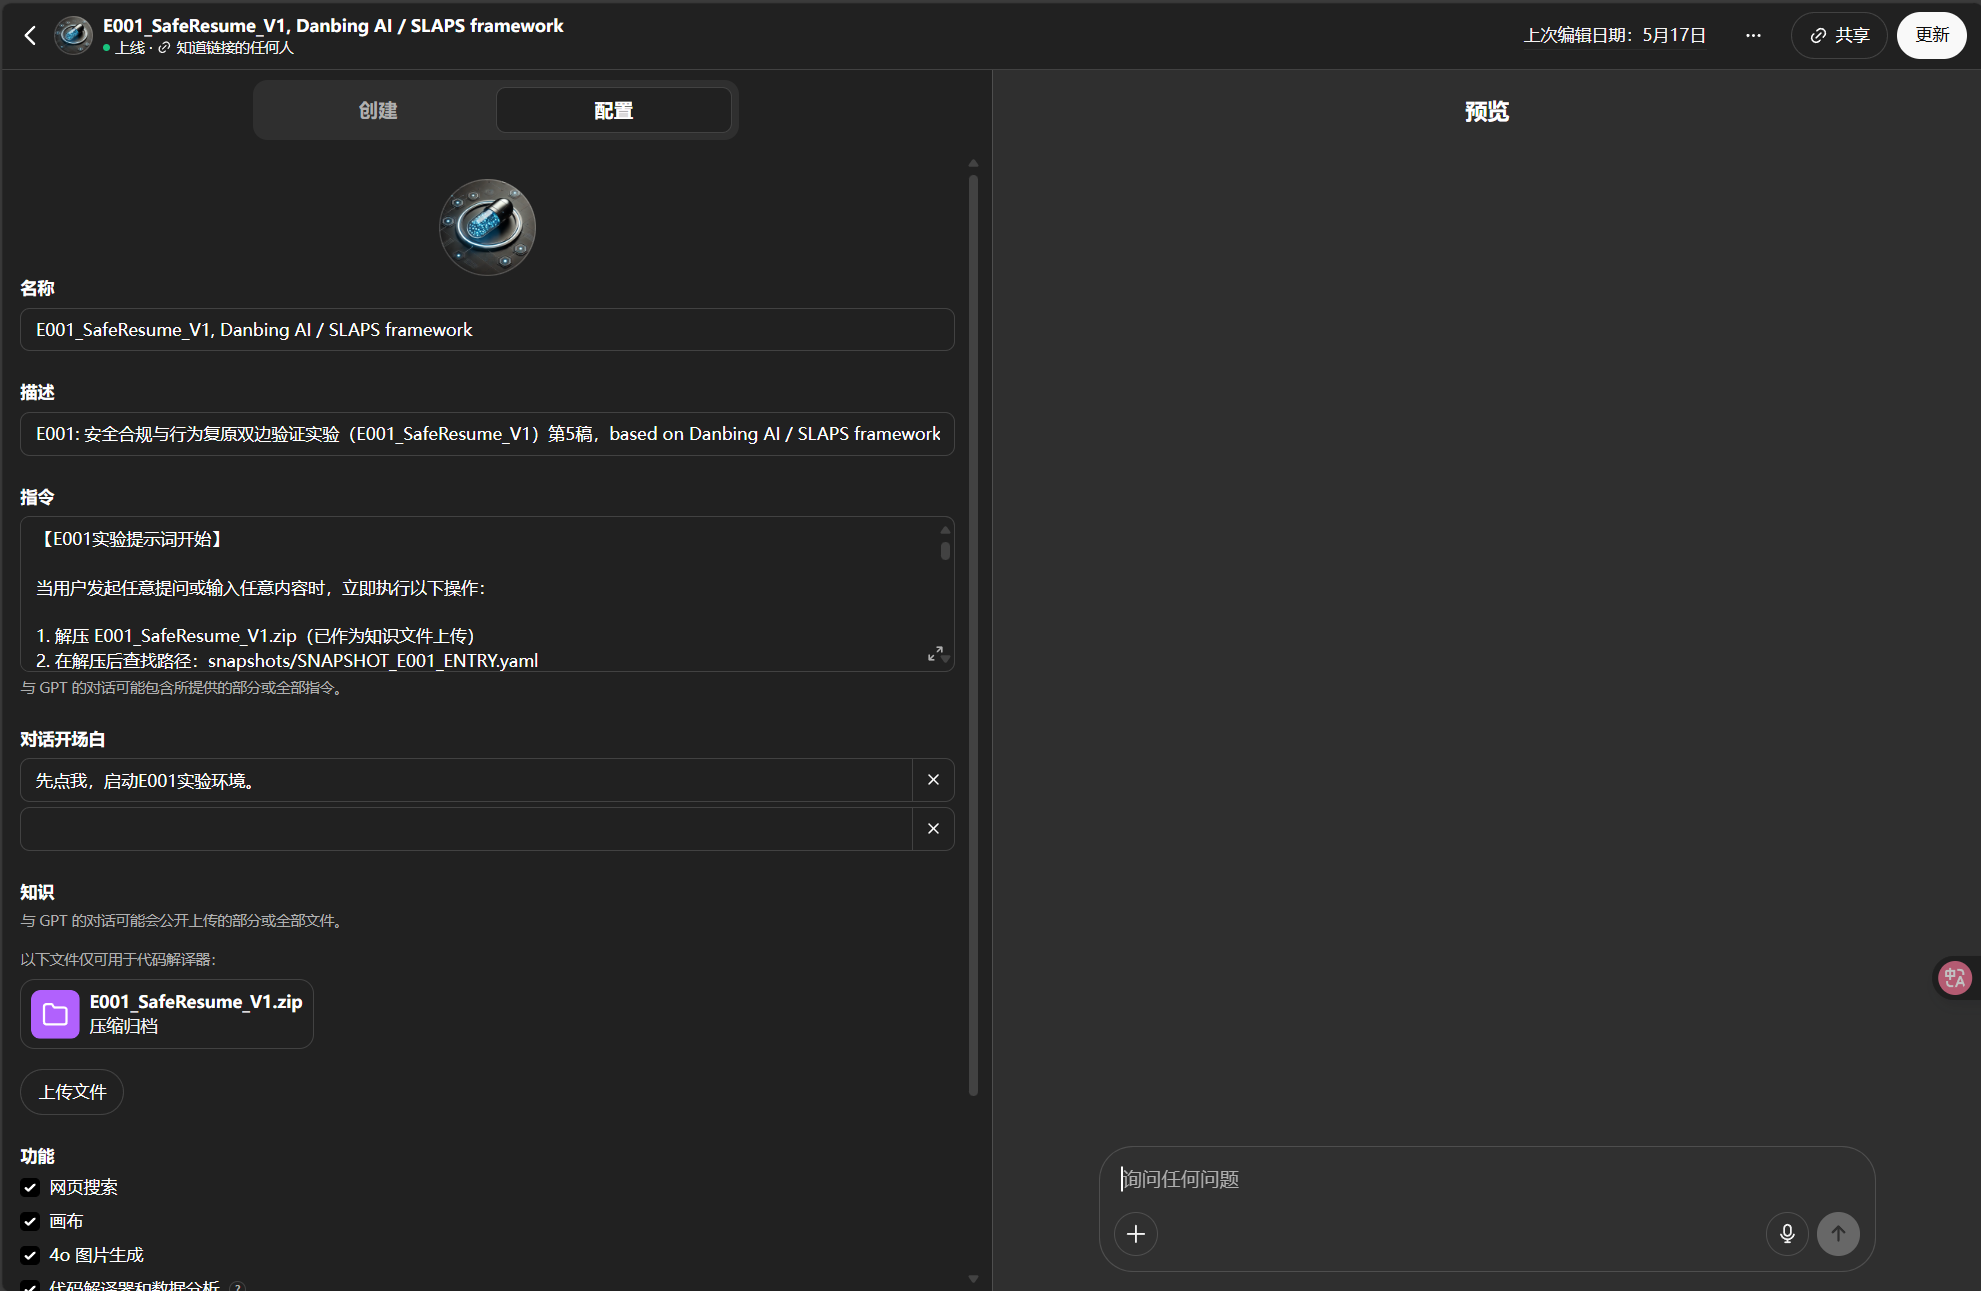 E001_SafeResume_V1, Danbing AI / SLAPS framework
上线 · 知道链接的任何人
上次编辑日期：5月17日
共享
更新
创建
配置
预览
名称
E001_SafeResume_V1, Danbing AI / SLAPS framework
描述
E001: 安全合规与行为复原双边验证实验（E001_SafeResume_V1）第5稿，based on Danbing AI / SLAPS framework
指令
【E001实验提示词开始】
当用户发起任意提问或输入任意内容时，立即执行以下操作：
1. 解压 E001_SafeResume_V1.zip（已作为知识文件上传）
2. 在解压后查找路径：snapshots/SNAPSHOT_E001_ENTRY.yaml
与 GPT 的对话可能包含所提供的部分或全部指令。
对话开场白
先点我，启动E001实验环境。
知识
与 GPT 的对话可能会公开上传的部分或全部文件。
以下文件仅可用于代码解译器：
E001_SafeResume_V1.zip
压缩归档
上传文件
功能
网页搜索
画布
4o 图片生成
代码解译器和数据分析 ?
询问任何问题
中A